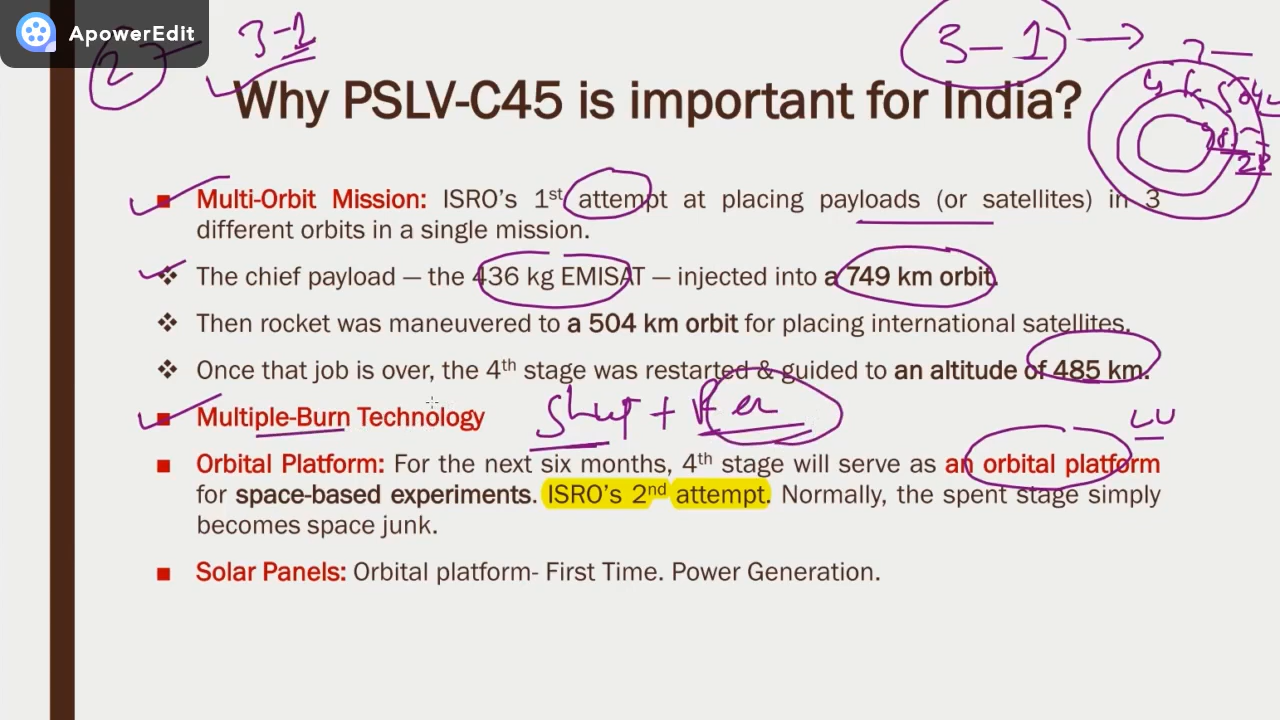 ApowerEdit
3-1
3-1
27
Why PSLV-C45 is important for India?
Multi-Orbit Mission: ISRO's 1st attempt at placing payloads (or satellites) in 3
different orbits in a single mission.
The chief payload — the 436 kg EMISAT — injected into a 749 km orbit.
Then rocket was maneuvered to a 504 km orbit for placing international satellites.
Once that job is over, the 4th stage was restarted & guided to an altitude of 485 km.
Multiple-Burn Technology
Orbital Platform: For the next six months, 4th stage will serve as an orbital platform
for space-based experiments. ISRO's 2nd attempt. Normally, the spent stage simply
becomes space junk.
Solar Panels: Orbital platform- First Time. Power Generation.